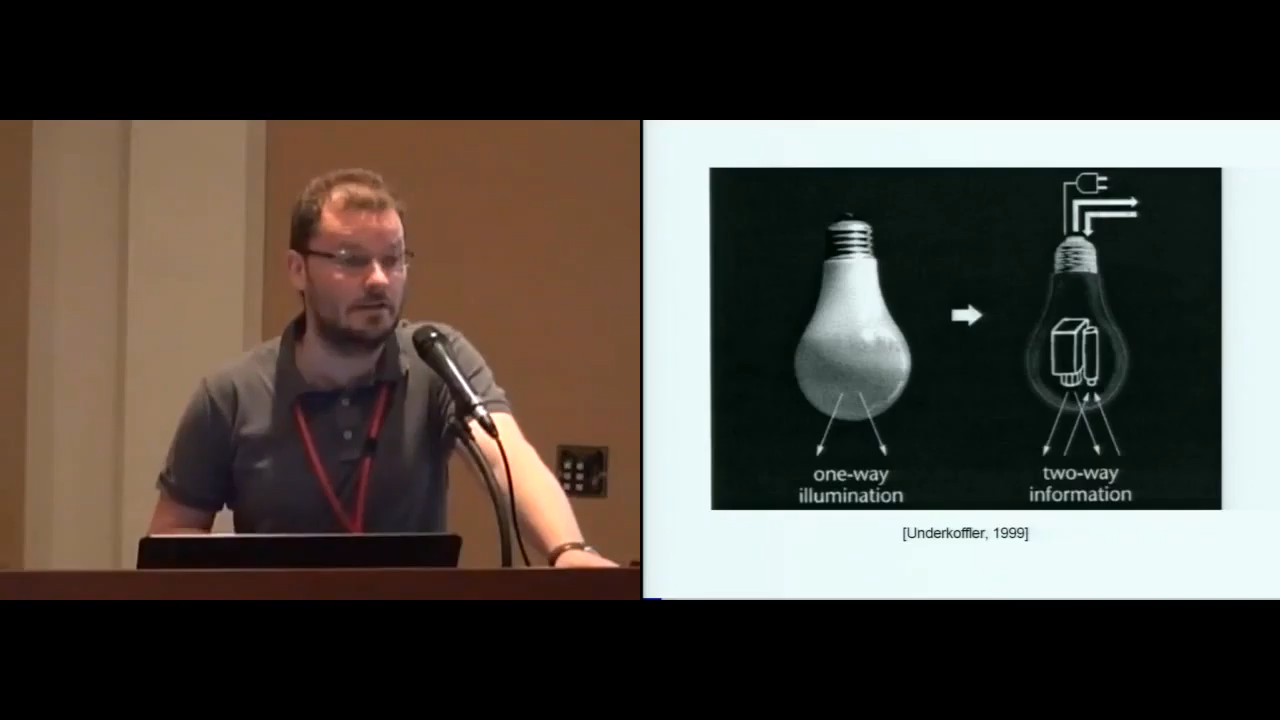 one-way
illumination
two-way
information
[Underkoffler, 1999]